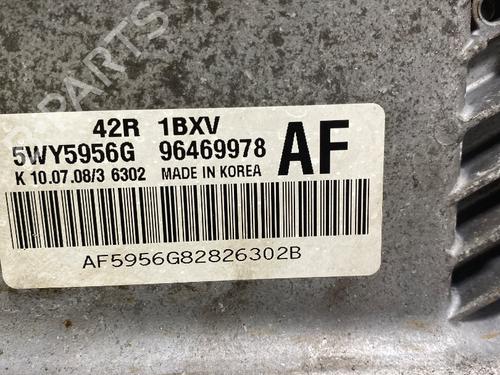 42R 1BXV
5WY5956G 96469978 AF
K 10.07.08/3 6302 MADE IN KOREA
AF5956G82826302B